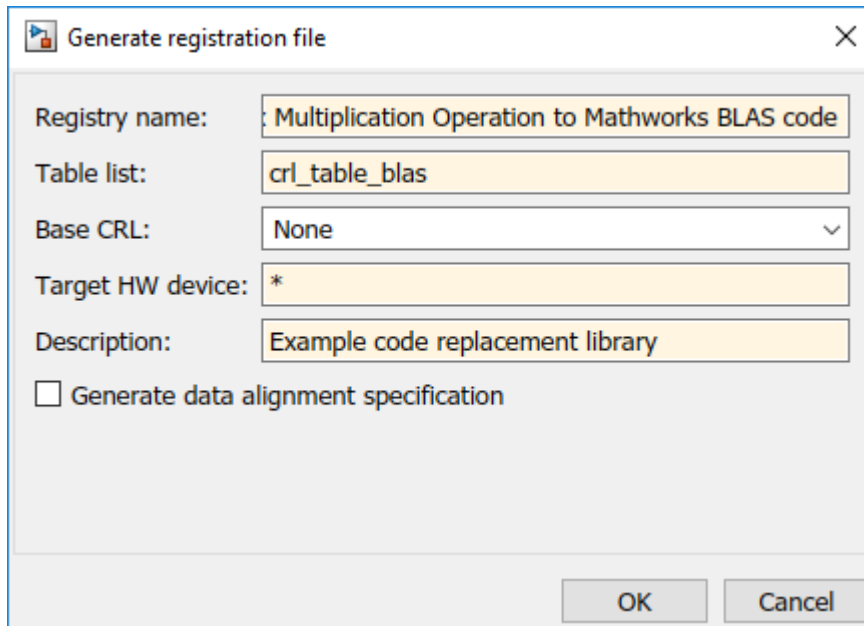 Generate registration file
Registry name: : Multiplication Operation to Mathworks BLAS code
Table list: crl_table_blas
Base CRL: None
Target HW device: *
Description: Example code replacement library
Generate data alignment specification
OK Cancel